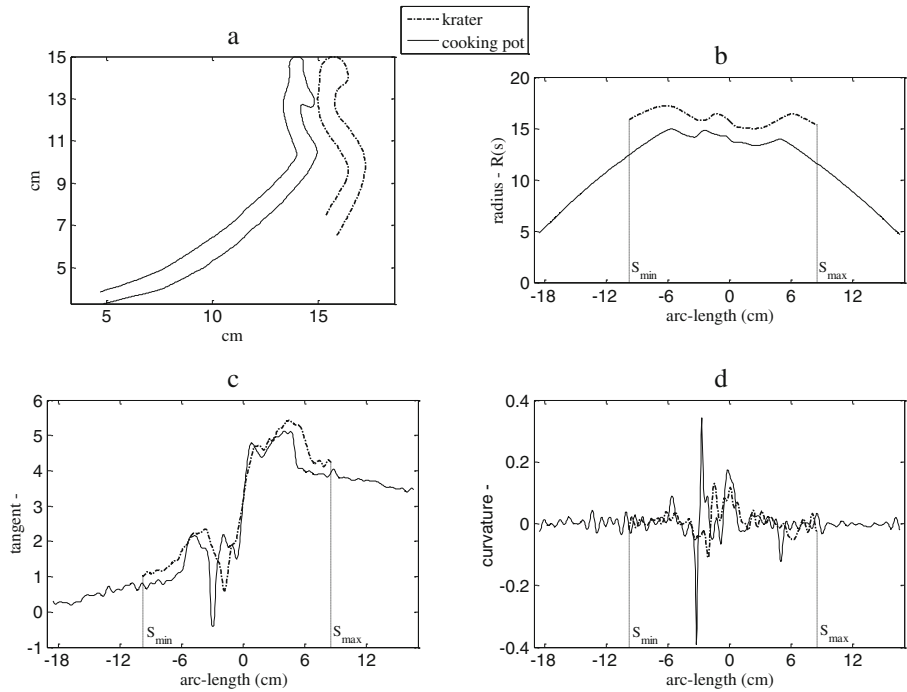 krater
cooking pot
a
15
13
11
9
7
5
cm
5 10 15
cm
b
20
15
10
5
0
radius - R(s)
S_min
S_max
-18 -12 -6 0 6 12
arc-length (cm)
c
6
5
4
3
2
1
0
-1
tangent -
S_min
S_max
-18 -12 -6 0 6 12
arc-length (cm)
d
0.4
0.2
0
-0.2
-0.4
curvature -
S_min
S_max
-18 -12 -6 0 6 12
arc-length (cm)